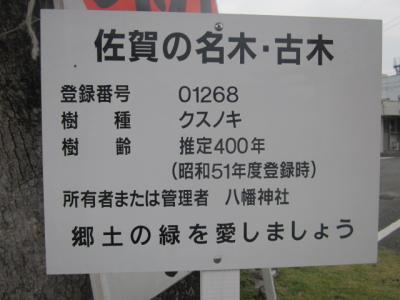 佐賀の名木・古木
登録番号 01268
樹種 クスノキ
樹齢 推定400年
(昭和51年度登録時)
所有者または管理者 八幡神社
郷土の緑を愛しましょう